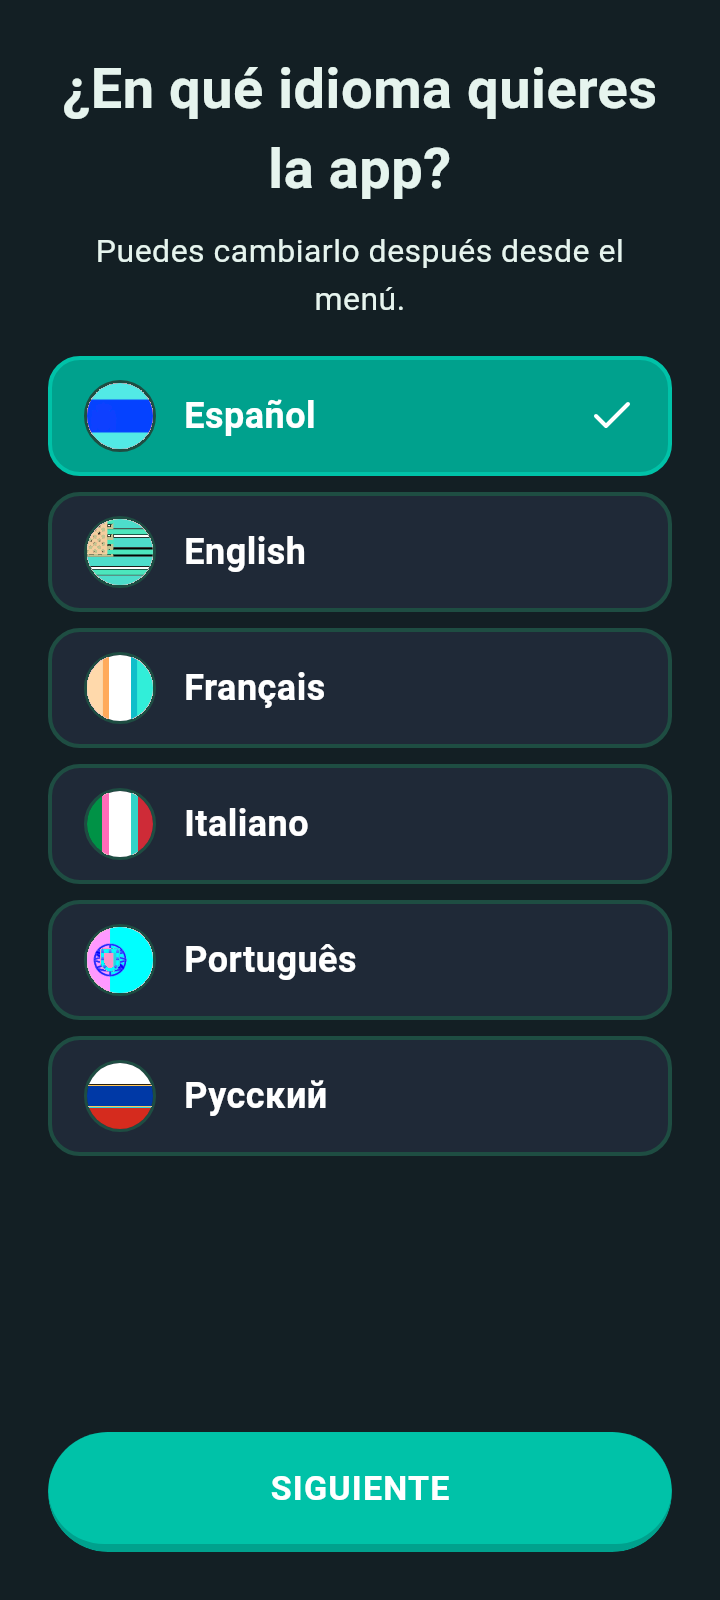 ¿En qué idioma quieres
la app?
Puedes cambiarlo después desde el
menú.
Español
English
Français
Italiano
Português
Русский
SIGUIENTE